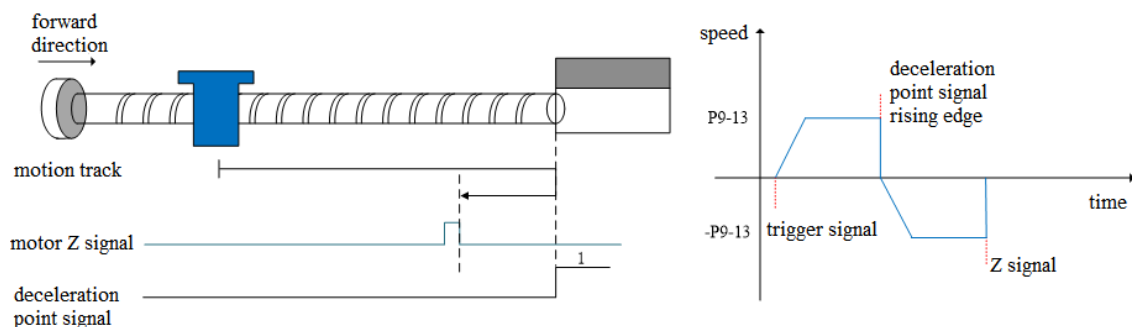 forward
direction
motion track
motor Z signal
1
deceleration
point signal
speed
deceleration
point signal
rising edge
P9-13
time
trigger signal
-P9-13
Z signal